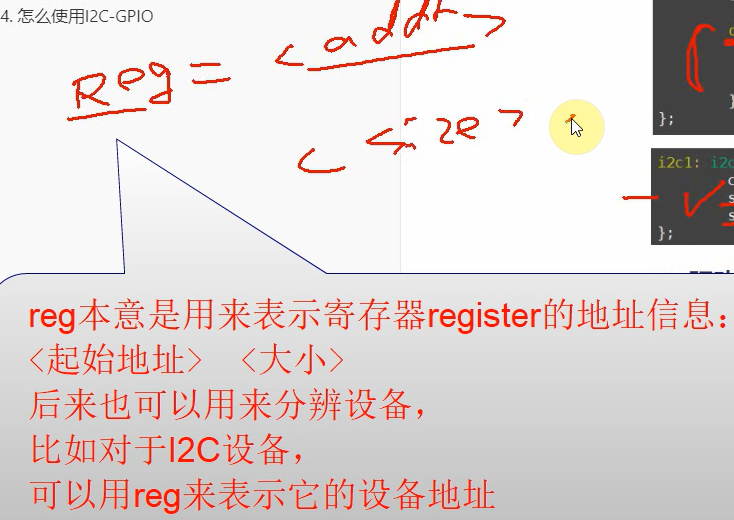 4. 怎么使用I2C-GPIO
Reg = <addr>
<size>
};
i2c1: i2c
};
reg本意是用来表示寄存器register的地址信息：
<起始地址> <大小>
后来也可以用来分辨设备，
比如对于I2C设备，
可以用reg来表示它的设备地址